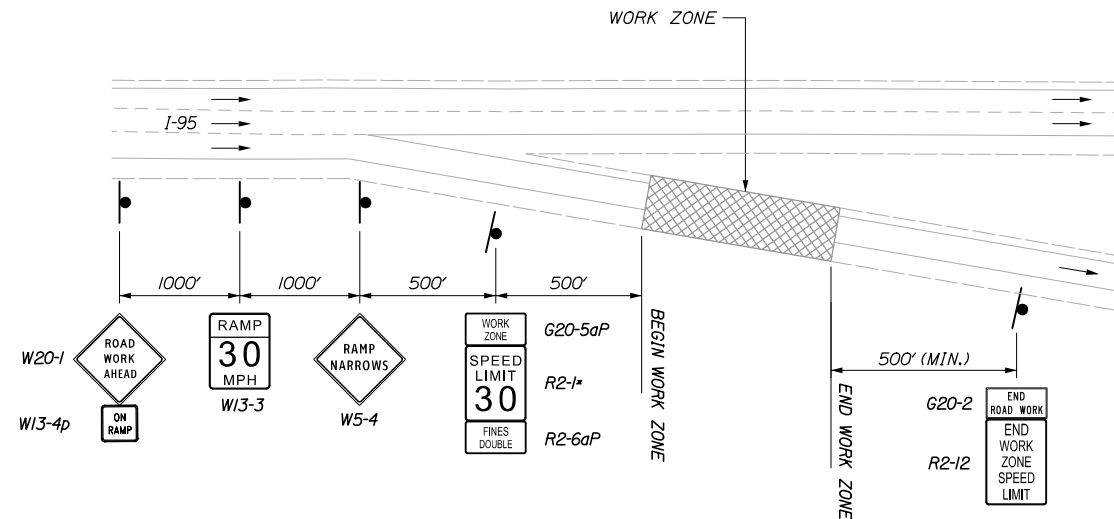 WORK ZONE
I-95
1000'
1000'
500'
500'
W20-1
ROAD
WORK
AHEAD
W13-4p
ON
RAMP
RAMP
30
MPH
W13-3
RAMP
NARROWS
W5-4
WORK
ZONE
G20-5aP
SPEED
LIMIT
30
R2-1*
FINES
DOUBLE
R2-6aP
BEGIN WORK ZONE
END WORK ZONE
500' (MIN.)
G20-2
END
ROAD WORK
R2-12
END
WORK
ZONE
SPEED
LIMIT